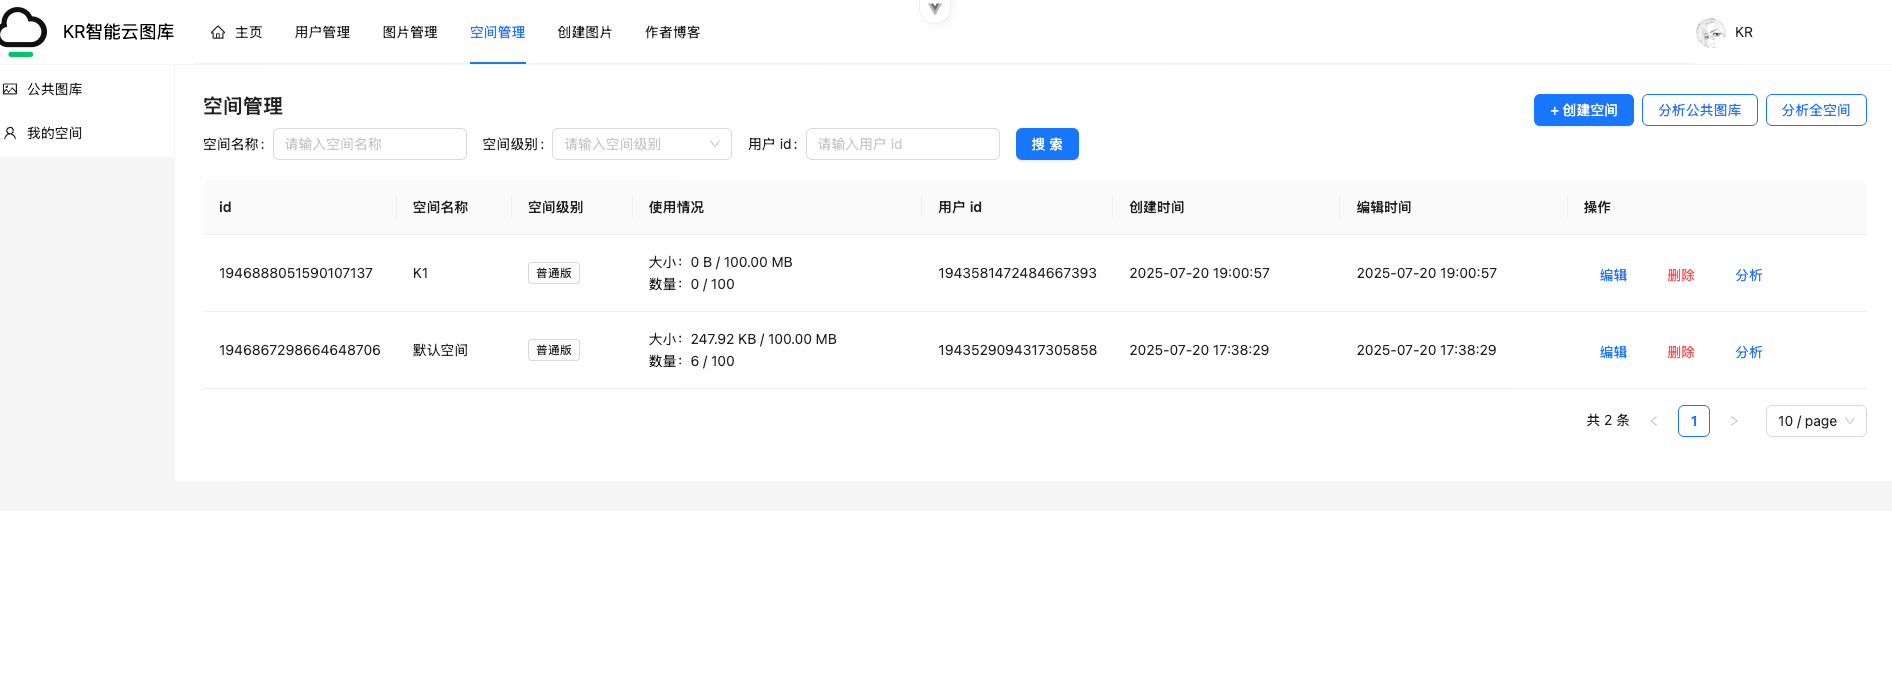 KR智能云图库
主页 用户管理 图片管理 空间管理 创建图片 作者博客
KR
公共图库
我的空间
空间管理
+ 创建空间 分析公共图库 分析全空间
空间名称: 请输入空间名称 空间级别: 请输入空间级别 用户 id: 请输入用户 id 搜 索
id 空间名称 空间级别 使用情况 用户 id 创建时间 编辑时间 操作
1946888051590107137 K1 普通版 大小: 0 B / 100.00 MB 1943581472484667393 2025-07-20 19:00:57 2025-07-20 19:00:57 编辑 删除 分析
数量: 0 / 100
1946867298664648706 默认空间 普通版 大小: 247.92 KB / 100.00 MB 1943529094317305858 2025-07-20 17:38:29 2025-07-20 17:38:29 编辑 删除 分析
数量: 6 / 100
共 2 条 < 1 > 10 / page